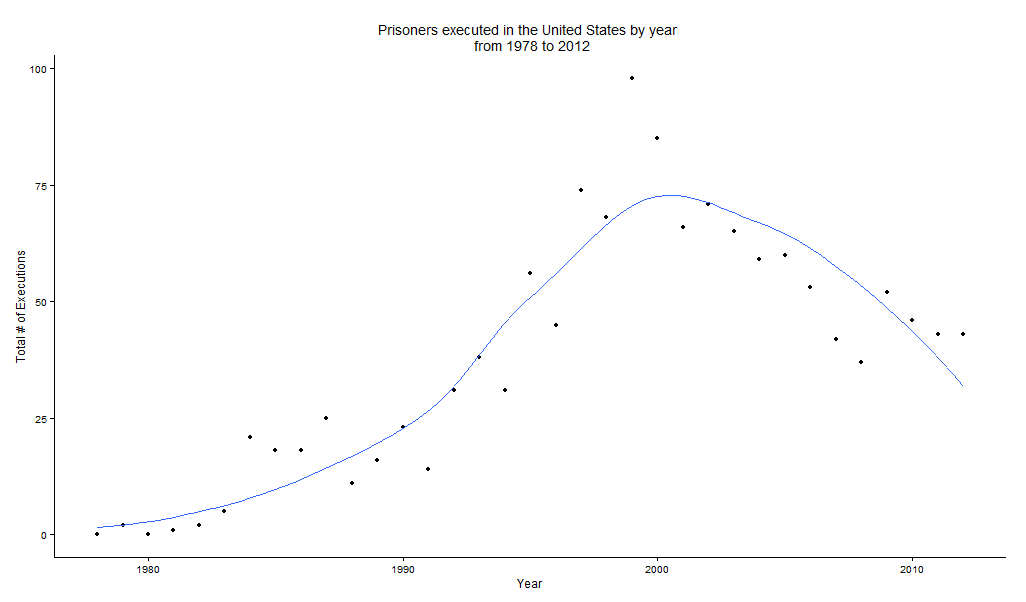 Prisoners executed in the United States by year
from 1978 to 2012
100
75
50
25
0
Total # of Executions
1980
1990
2000
2010
Year